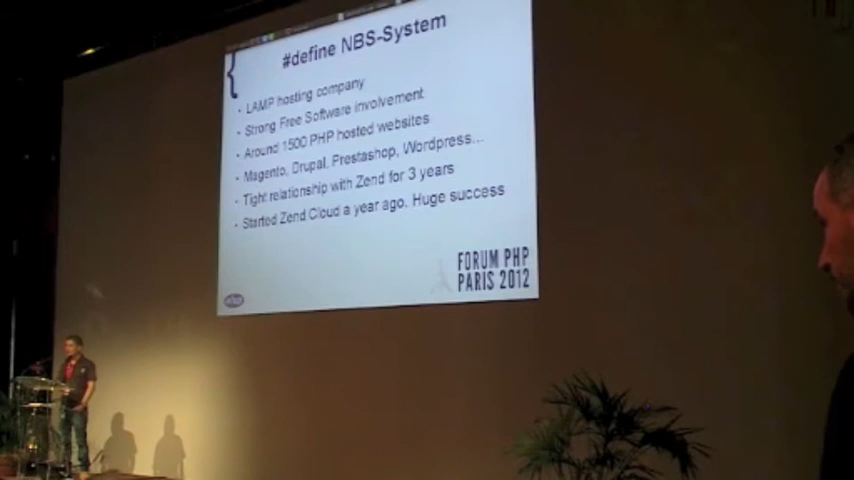 { #define NBS-System
• LAMP hosting company
• Strong Free Software involvement
• Around 1500 PHP hosted websites
• Magento, Drupal, Prestashop, Wordpress...
• Tight relationship with Zend for 3 years
• Started Zend Cloud a year ago. Huge success
FORUM PHP
PARIS 2012